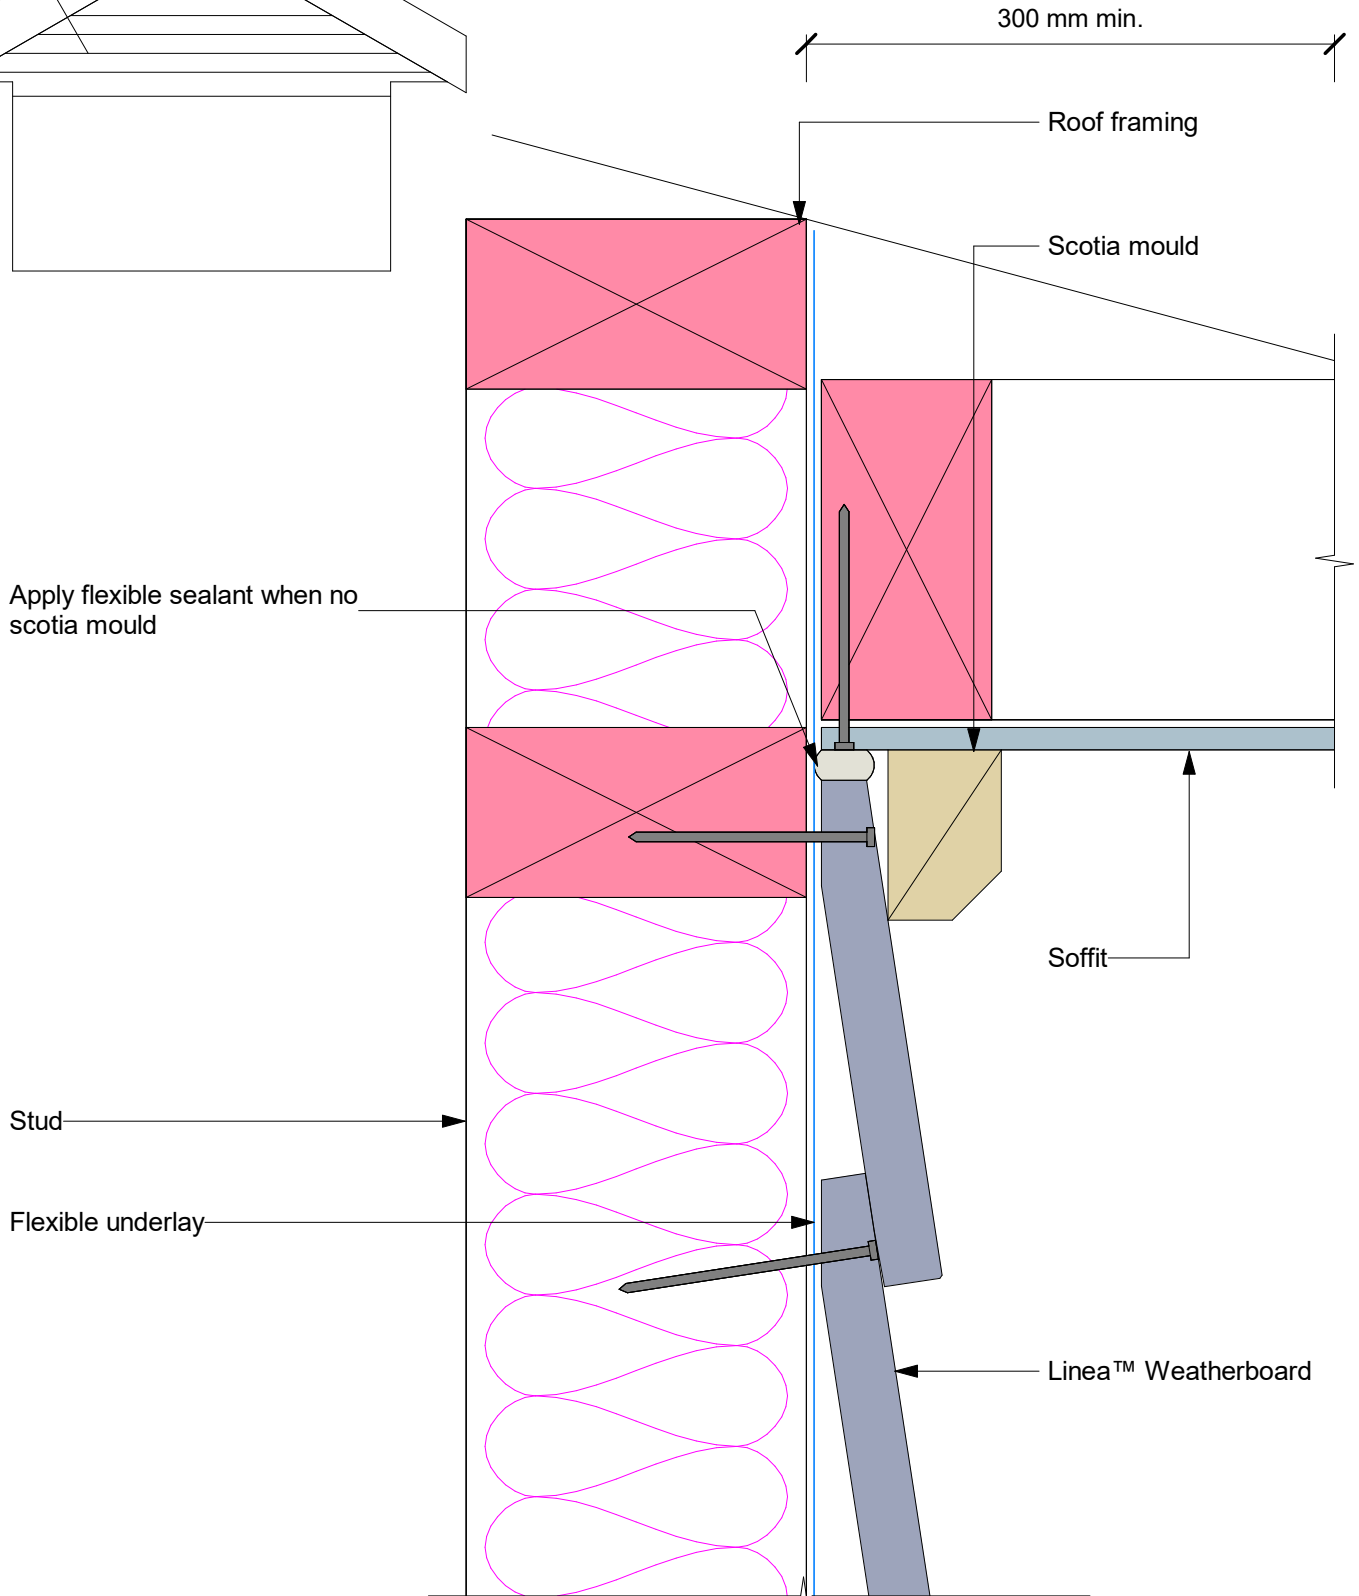 300 mm min.
Roof framing
Scotia mould
Apply flexible sealant when no
scotia mould
Soffit
Stud
Flexible underlay
Linea™ Weatherboard